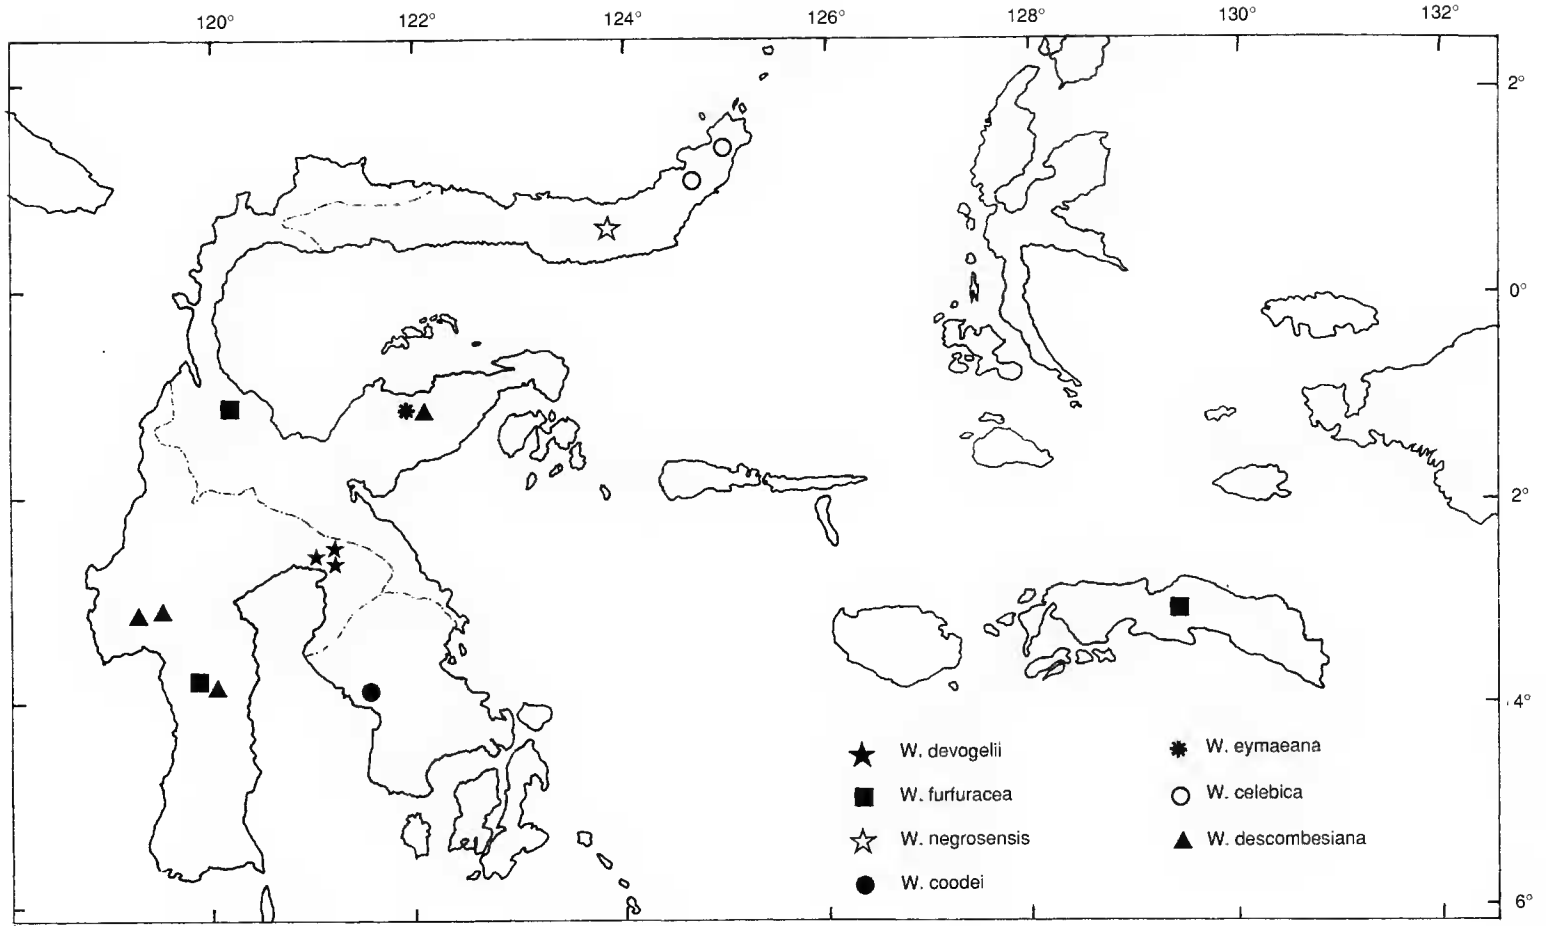 120° 122° 124° 126° 128° 130° 132°
2°
0°
2°
4°
W. devogelii
W. eymaeana
W. furfuracea
W. celebica
W. negrosensis
W. descombesiana
W. coodei
6°